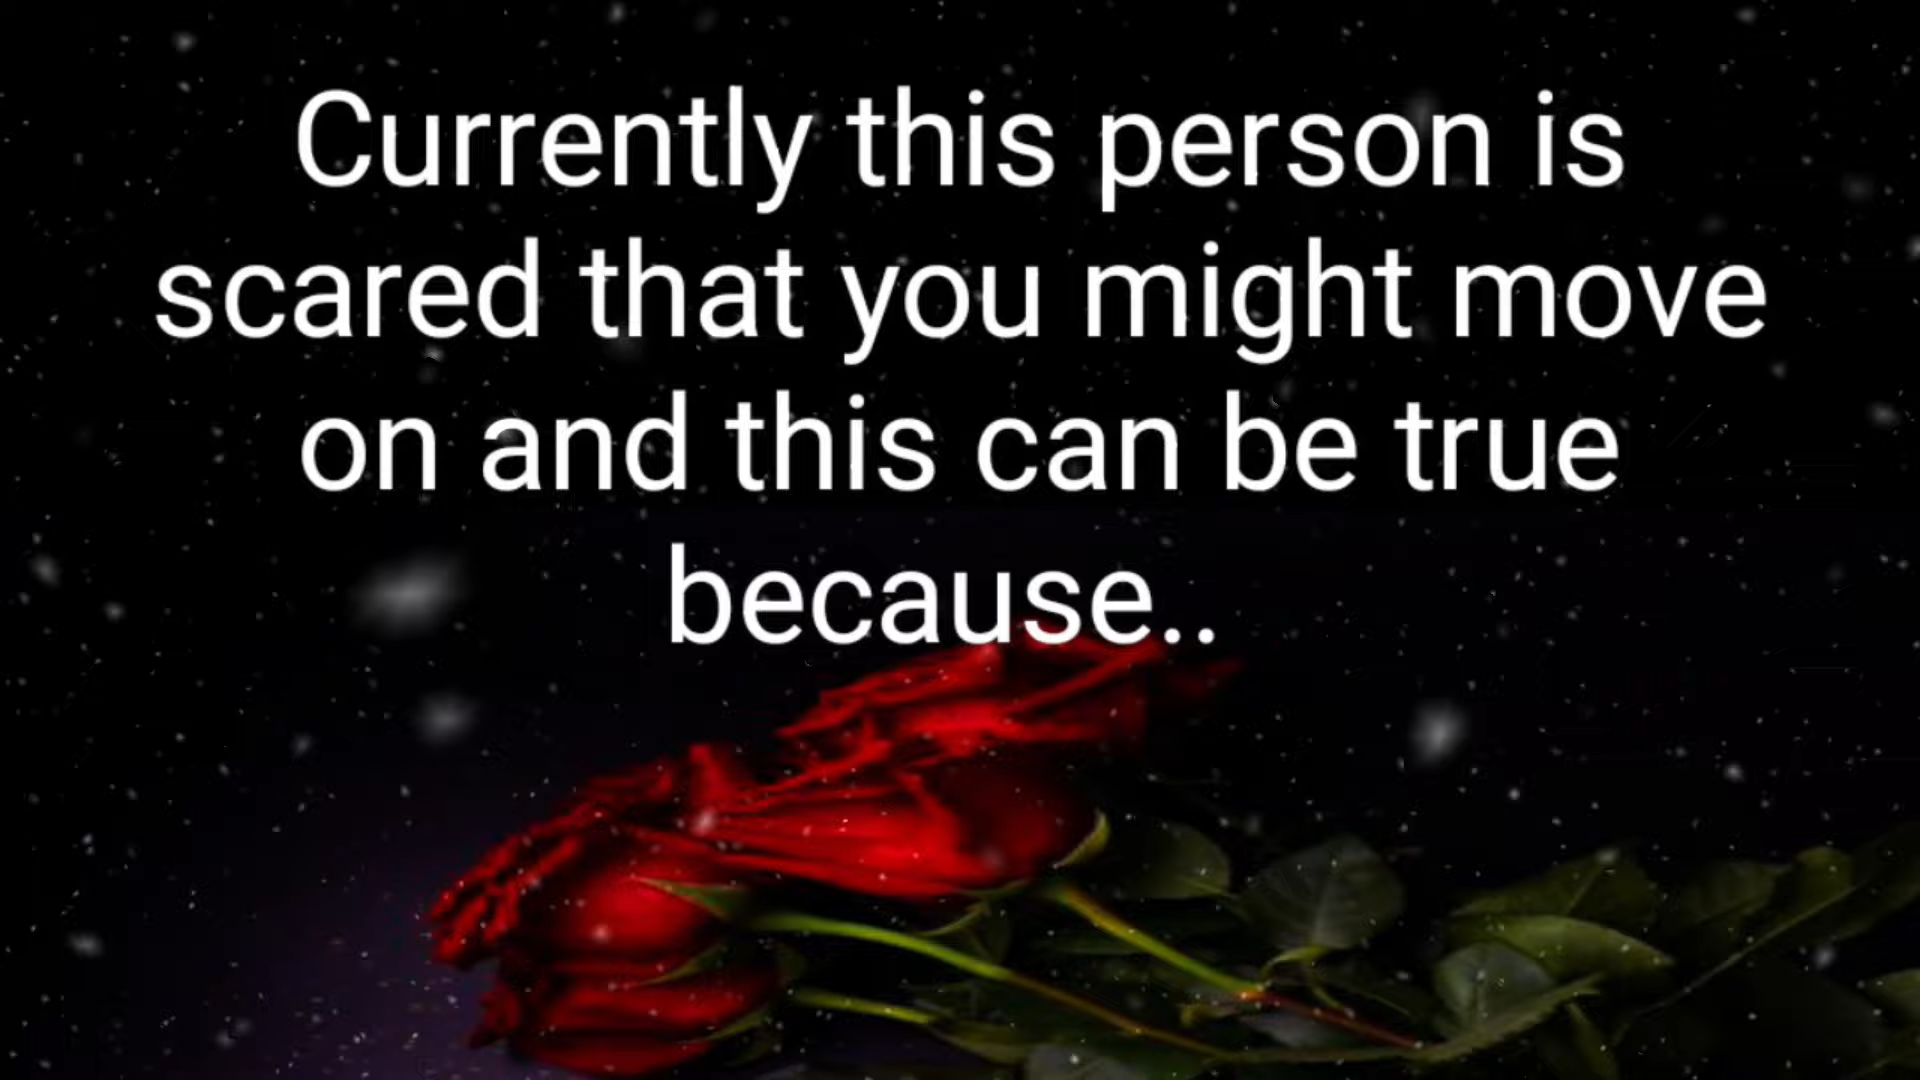 Currently this person is
scared that you might move
on and this can be true
because..